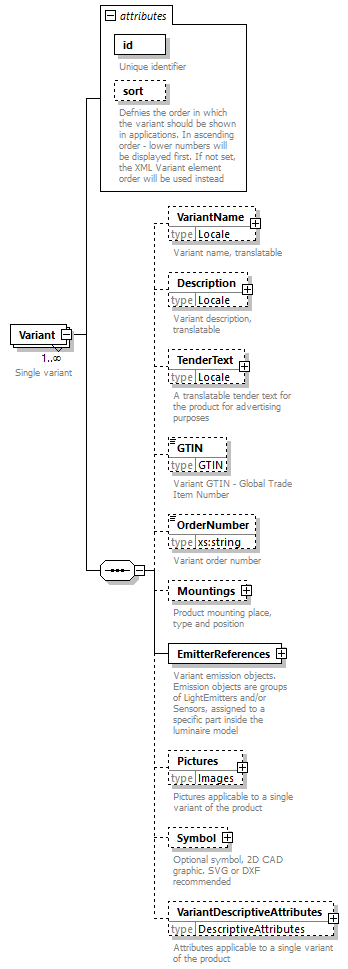 attributes
id
Unique identifier
sort
Defnies the order in which
the variant should be shown
in applications. In ascending
order - lower numbers will
be displayed first. If not set,
the XML Variant element
order will be used instead
Variant
1..∞
Single variant
VariantName
type Locale
Variant name, translatable
Description
type Locale
Variant description,
translatable
TenderText
type Locale
A translatable tender text for
the product for advertising
purposes
GTIN
type GTIN
Variant GTIN - Global Trade
Item Number
OrderNumber
type xs:string
Variant order number
Mountings
Product mounting place,
type and position
EmitterReferences
Variant emission objects.
Emission objects are groups
of LightEmitters and/or
Sensors, assigned to a
specific part inside the
luminaire model
Pictures
type Images
Pictures applicable to a single
variant of the product
Symbol
Optional symbol, 2D CAD
graphic. SVG or DXF
recommended
VariantDescriptiveAttributes
type DescriptiveAttributes
Attributes applicable to a single variant
of the product